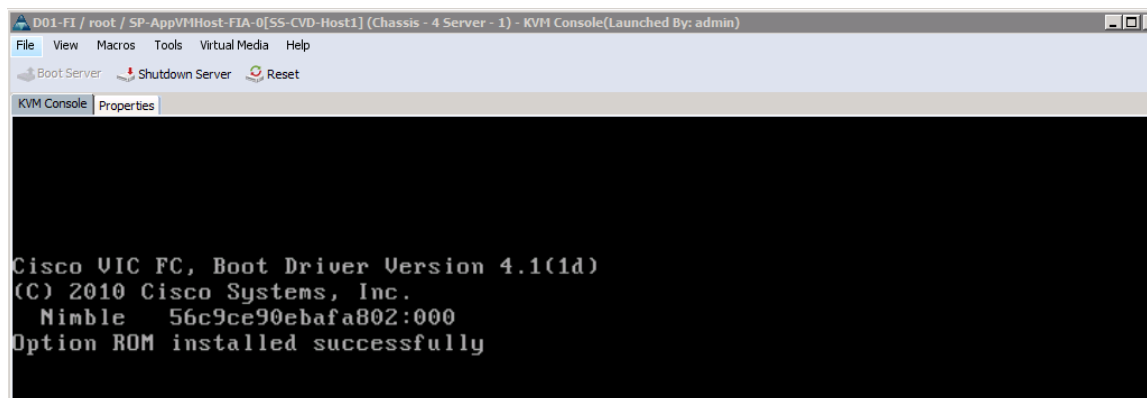 D01-FI / root / SP-AppVMHost-FIA-0[SS-CVD-Host1] (Chassis - 4 Server - 1) - KVM Console(Launched By: admin)
File View Macros Tools Virtual Media Help
Boot Server Shutdown Server Reset
KVM Console Properties
Cisco VIC FC, Boot Driver Version 4.1(1d)
(C) 2010 Cisco Systems, Inc.
Nimble 56c9ce90ebafa802:000
Option ROM installed successfully